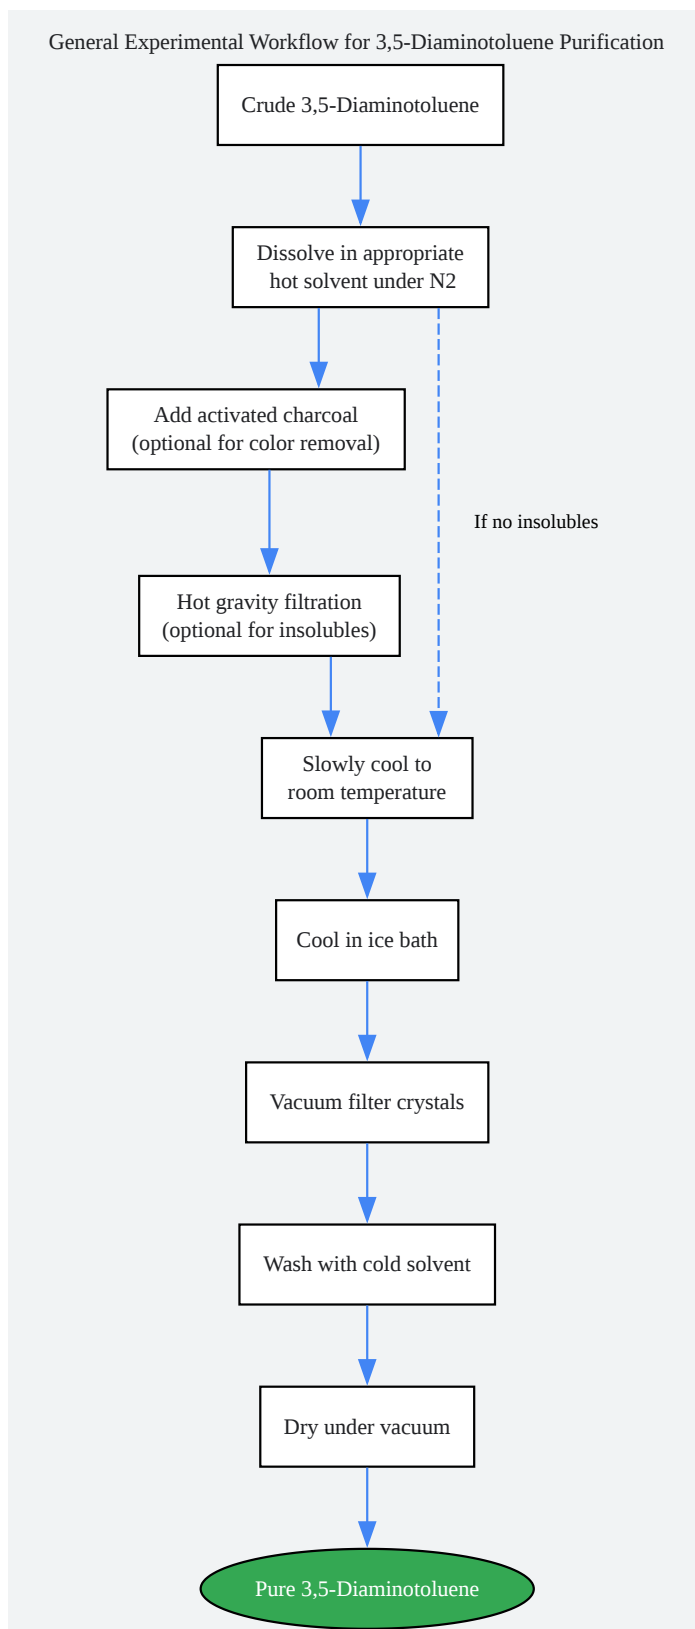 General Experimental Workflow for 3,5-Diaminotoluene Purification
Crude 3,5-Diaminotoluene
Dissolve in appropriate
hot solvent under N2
Add activated charcoal
(optional for color removal)
If no insolubles
Hot gravity filtration
(optional for insolubles)
Slowly cool to
room temperature
Cool in ice bath
Vacuum filter crystals
Wash with cold solvent
Dry under vacuum
Pure 3,5-Diaminotoluene